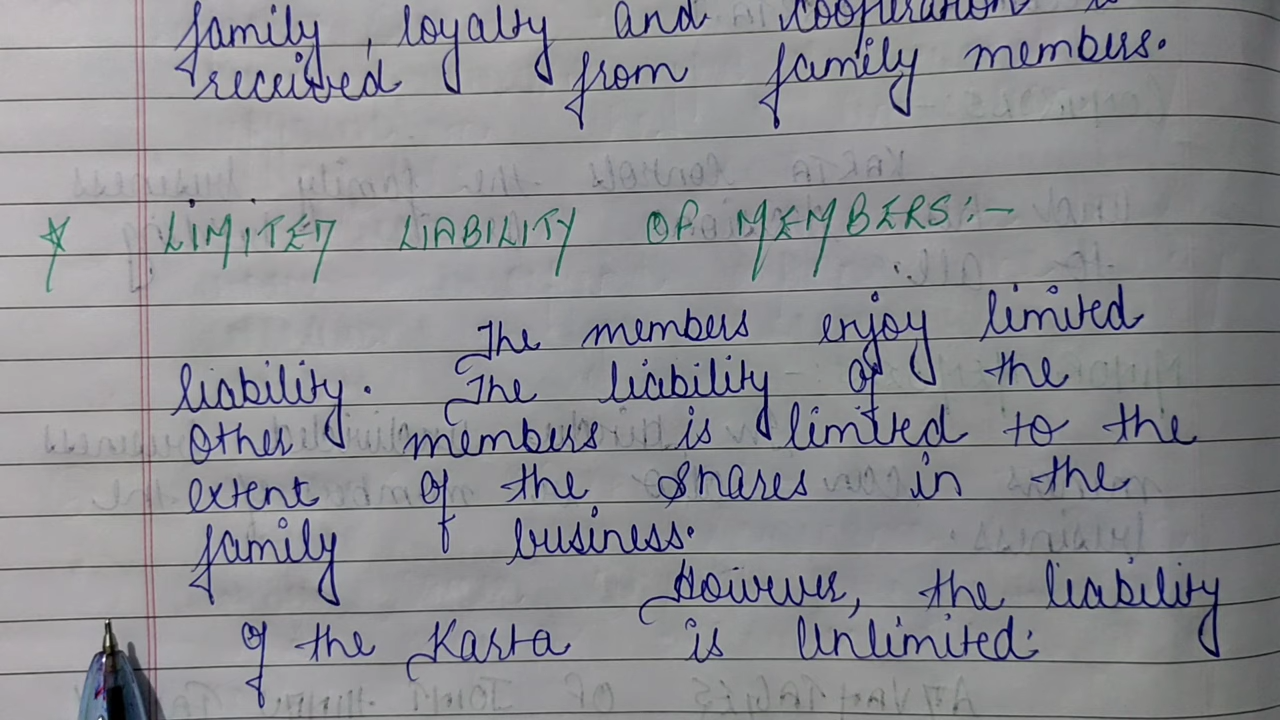 family, loyalty and cooperation is
received from family members.
* LIMITED LIABILITY OF MEMBERS:-
The members enjoy limited
liability. The liability of the
other members is limited to the
extent of the shares in the
family business.
However, the liability
of the Karta is Unlimited.